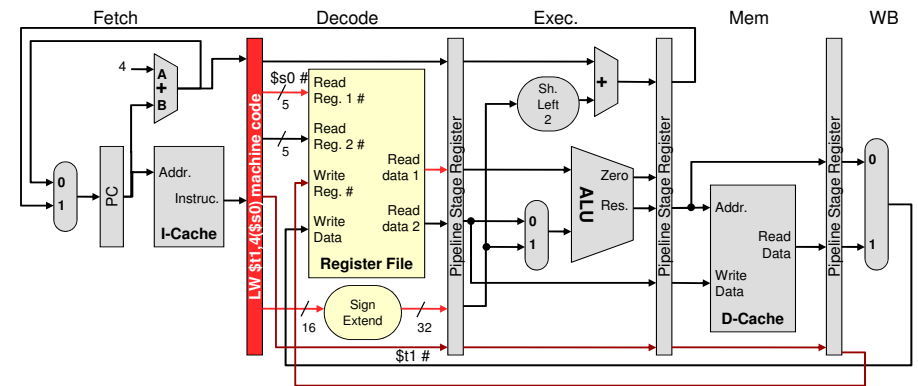 Fetch
Decode
Exec.
Mem
WB
4
A
+
B
0
1
PC
Addr.
Instruc.
I-Cache
LW $t1,4($s0) machine code
$s0 #
5
5
Read
Reg. 1 #
Read
Reg. 2 #
Write
Reg. #
Write
Data
Read
data 1
Read
data 2
Register File
16
Sign
Extend
32
$t1 #
Pipeline Stage Register
Sh.
Left
2
+
0
1
ALU
Zero
Res.
Pipeline Stage Register
Addr.
Read
Data
Write
Data
D-Cache
Pipeline Stage Register
0
1